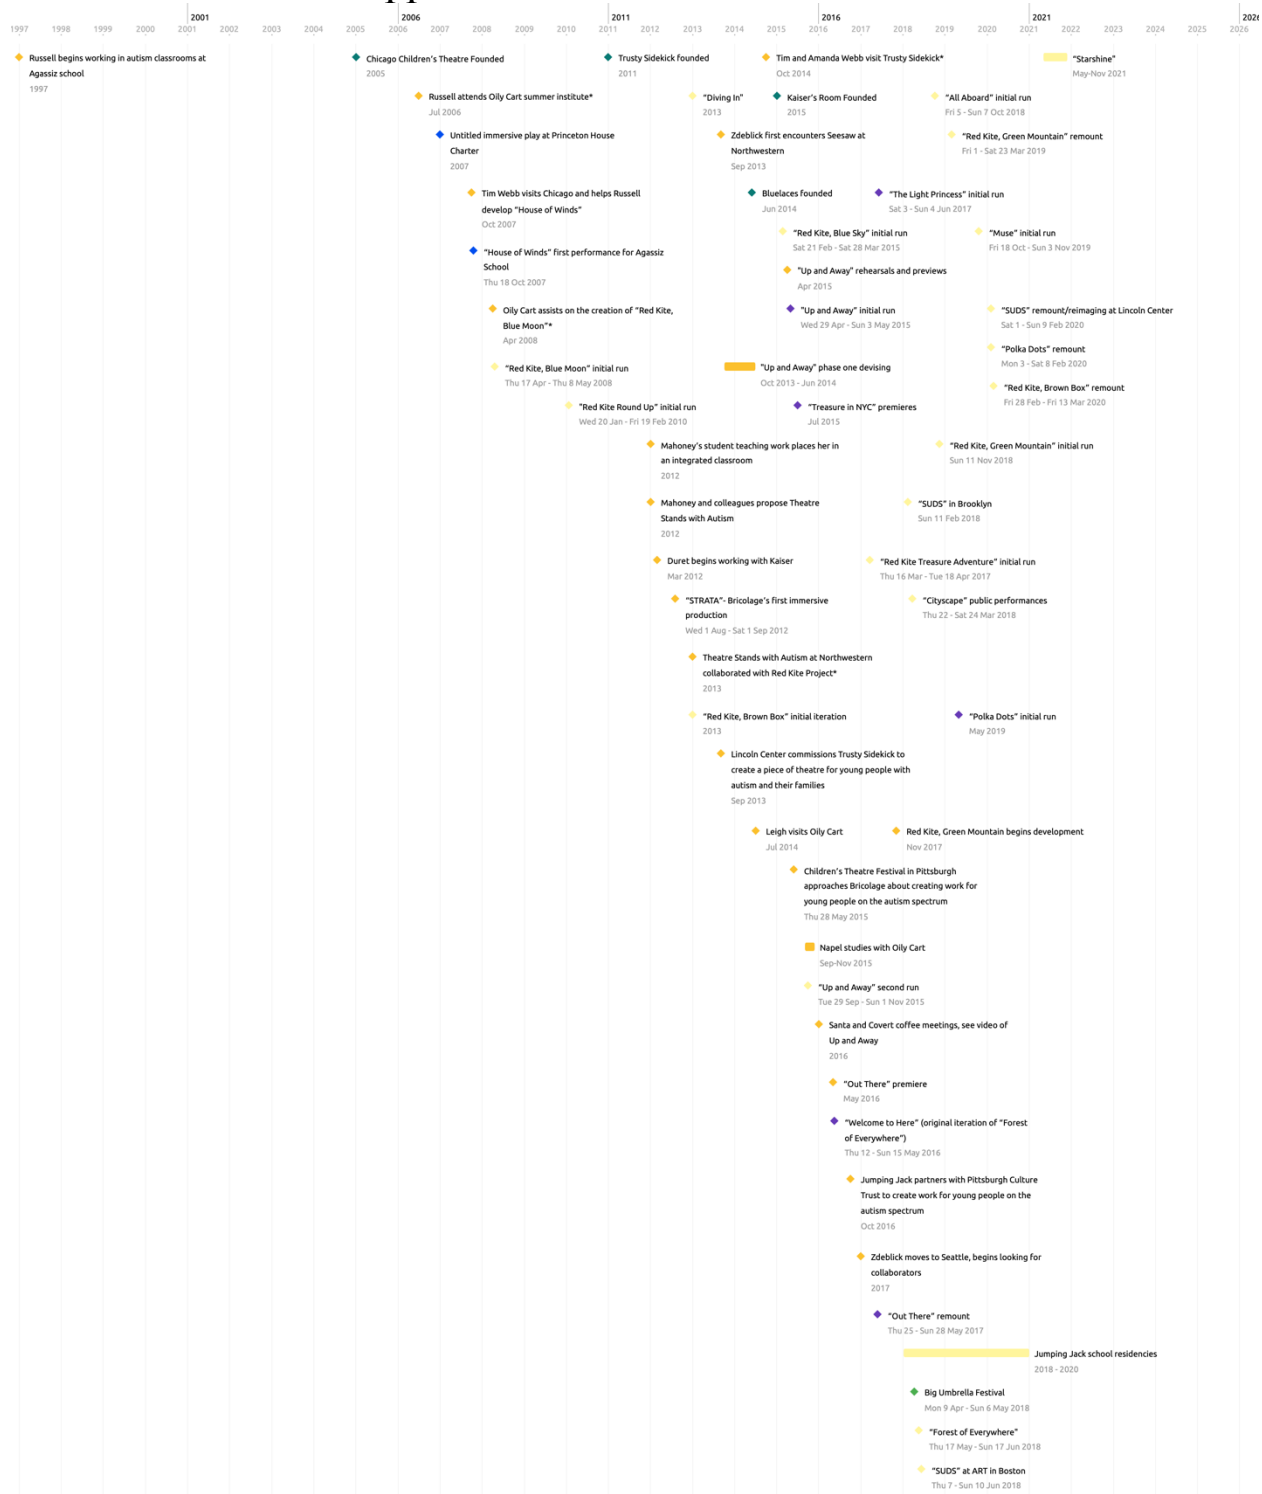 2001 2006 2011 2016 2021 2026
1997 1998 1999 2000 2001 2002 2003 2004 2005 2006 2007 2008 2009 2010 2011 2012 2013 2014 2015 2016 2017 2018 2019 2020 2021 2022 2023 2024 2025 2026
Russell begins working in autism classrooms at
Agassiz school
1997
Chicago Children's Theatre Founded
2005
Trusty Sidekick founded
2011
Tim and Amanda Webb visit Trusty Sidekick*
Oct 2014
"Starshine"
May-Nov 2021
Russell attends Oily Cart summer institute*
Jul 2006
"Diving In"
2013
Kaiser's Room Founded
2015
"All Aboard" initial run
Fri 5 - Sun 7 Oct 2018
Untitled immersive play at Princeton House
Charter
2007
Zdeblick first encounters Seesaw at
Northwestern
Sep 2013
"Red Kite, Green Mountain" remount
Fri 1 - Sat 23 Mar 2019
Tim Webb visits Chicago and helps Russell
develop "House of Winds"
Oct 2007
Bluelaces founded
Jun 2014
"The Light Princess" initial run
Sat 3 - Sun 4 Jun 2017
"Red Kite, Blue Sky" initial run
Sat 21 Feb - Sat 28 Mar 2015
"Muse" initial run
Fri 18 Oct - Sun 3 Nov 2019
"House of Winds" first performance for Agassiz
School
Thu 18 Oct 2007
"Up and Away" rehearsals and previews
Apr 2015
Oily Cart assists on the creation of "Red Kite,
Blue Moon"*
Apr 2008
"Up and Away" initial run
Wed 29 Apr - Sun 3 May 2015
"SUDS" remount/reimaging at Lincoln Center
Sat 1 - Sun 9 Feb 2020
"Polka Dots" remount
Mon 3 - Sat 8 Feb 2020
"Red Kite, Blue Moon" initial run
Thu 17 Apr - Thu 8 May 2008
"Up and Away" phase one devising
Oct 2013 - Jun 2014
"Red Kite, Brown Box" remount
Fri 28 Feb - Fri 13 Mar 2020
"Red Kite Round Up" initial run
Wed 20 Jan - Fri 19 Feb 2010
"Treasure in NYC" premieres
Jul 2015
Mahoney's student teaching work places her in
an integrated classroom
2012
"Red Kite, Green Mountain" initial run
Sun 11 Nov 2018
Mahoney and colleagues propose Theatre
Stands with Autism
2012
"SUDS" in Brooklyn
Sun 11 Feb 2018
Duret begins working with Kaiser
Mar 2012
"Red Kite Treasure Adventure" initial run
Thu 16 Mar - Tue 18 Apr 2017
"STRATA"- Bricolage's first immersive
production
Wed 1 Aug - Sat 1 Sep 2012
"Cityscape" public performances
Thu 22 - Sat 24 Mar 2018
Theatre Stands with Autism at Northwestern
collaborated with Red Kite Project*
2013
"Red Kite, Brown Box" initial iteration
2013
"Polka Dots" initial run
May 2019
Lincoln Center commissions Trusty Sidekick to
create a piece of theatre for young people with
autism and their families
Sep 2013
Leigh visits Oily Cart
Jul 2014
Red Kite, Green Mountain begins development
Nov 2017
Children's Theatre Festival in Pittsburgh
approaches Bricolage about creating work for
young people on the autism spectrum
Thu 28 May 2015
Napel studies with Oily Cart
Sep-Nov 2015
"Up and Away" second run
Tue 29 Sep - Sun 1 Nov 2015
Santa and Covert coffee meetings, see video of
Up and Away
2016
"Out There" premiere
May 2016
"Welcome to Here" (original iteration of "Forest
of Everywhere")
Thu 12 - Sun 15 May 2016
Jumping Jack partners with Pittsburgh Culture
Trust to create work for young people on the
autism spectrum
Oct 2016
Zdeblick moves to Seattle, begins looking for
collaborators
2017
"Out There" remount
Thu 25 - Sun 28 May 2017
Jumping Jack school residencies
2018 - 2020
Big Umbrella Festival
Mon 9 Apr - Sun 6 May 2018
"Forest of Everywhere"
Thu 17 May - Sun 17 Jun 2018
"SUDS" at ART in Boston
Thu 7 - Sun 10 Jun 2018